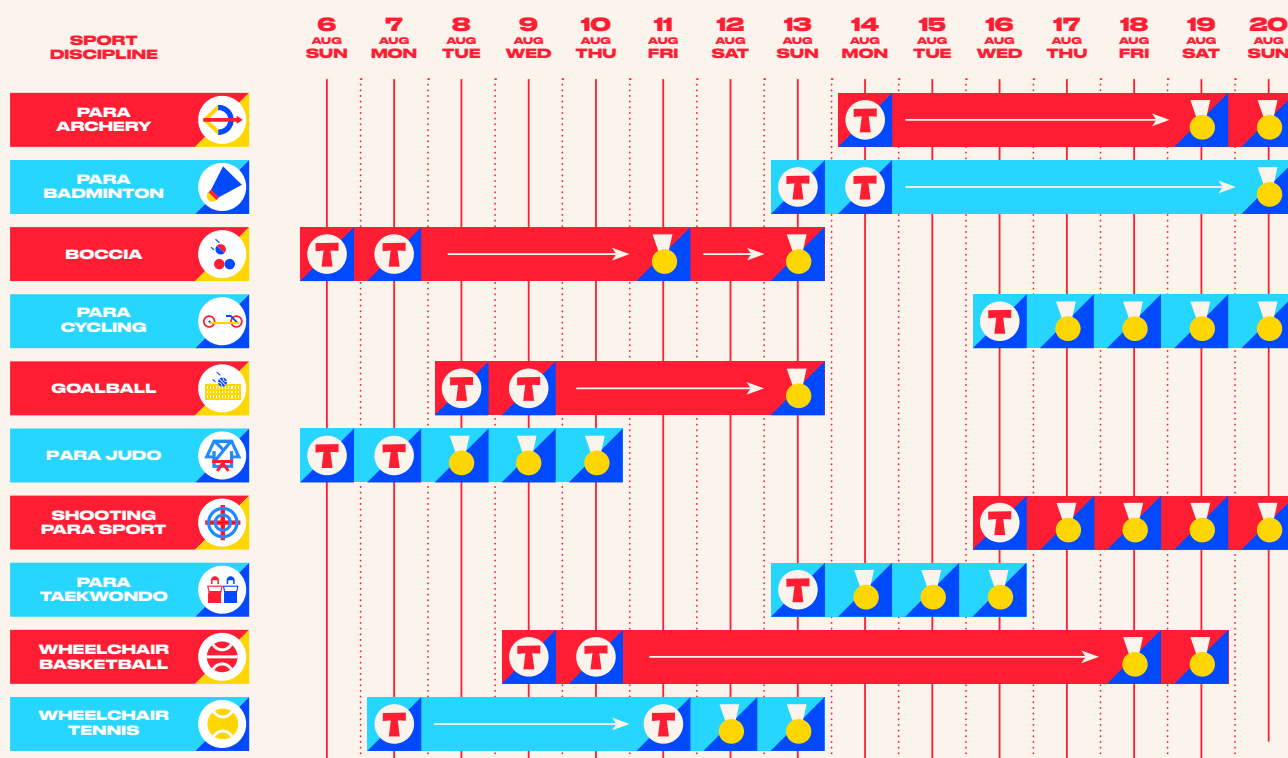 6 7 8 9 10 11 12 13 14 15 16 17 18 19 20
AUG AUG AUG AUG AUG AUG AUG AUG AUG AUG AUG AUG AUG AUG AUG
SUN MON TUE WED THU FRI SAT SUN MON TUE WED THU FRI SAT SUN
SPORT
DISCIPLINE
PARA
ARCHERY
T
PARA
BADMINTON
T T
BOCCIA
T T
PARA
CYCLING
T
GOALBALL
T T
PARA JUDO
T T
SHOOTING
PARA SPORT
T
PARA
TAEKWONDO
T
WHEELCHAIR
BASKETBALL
T T
WHEELCHAIR
TENNIS
T T